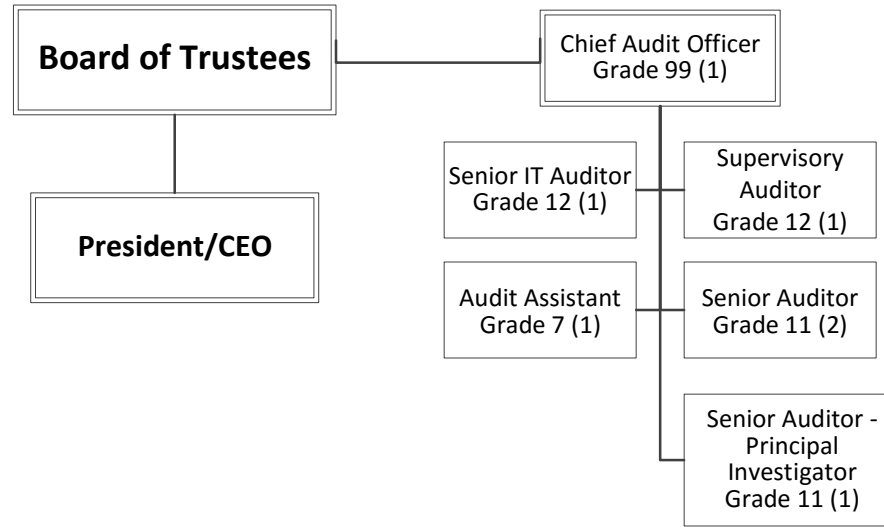 Board of Trustees
Chief Audit Officer
Grade 99 (1)
President/CEO
Senior IT Auditor
Grade 12 (1)
Supervisory
Auditor
Grade 12 (1)
Audit Assistant
Grade 7 (1)
Senior Auditor
Grade 11 (2)
Senior Auditor -
Principal
Investigator
Grade 11 (1)